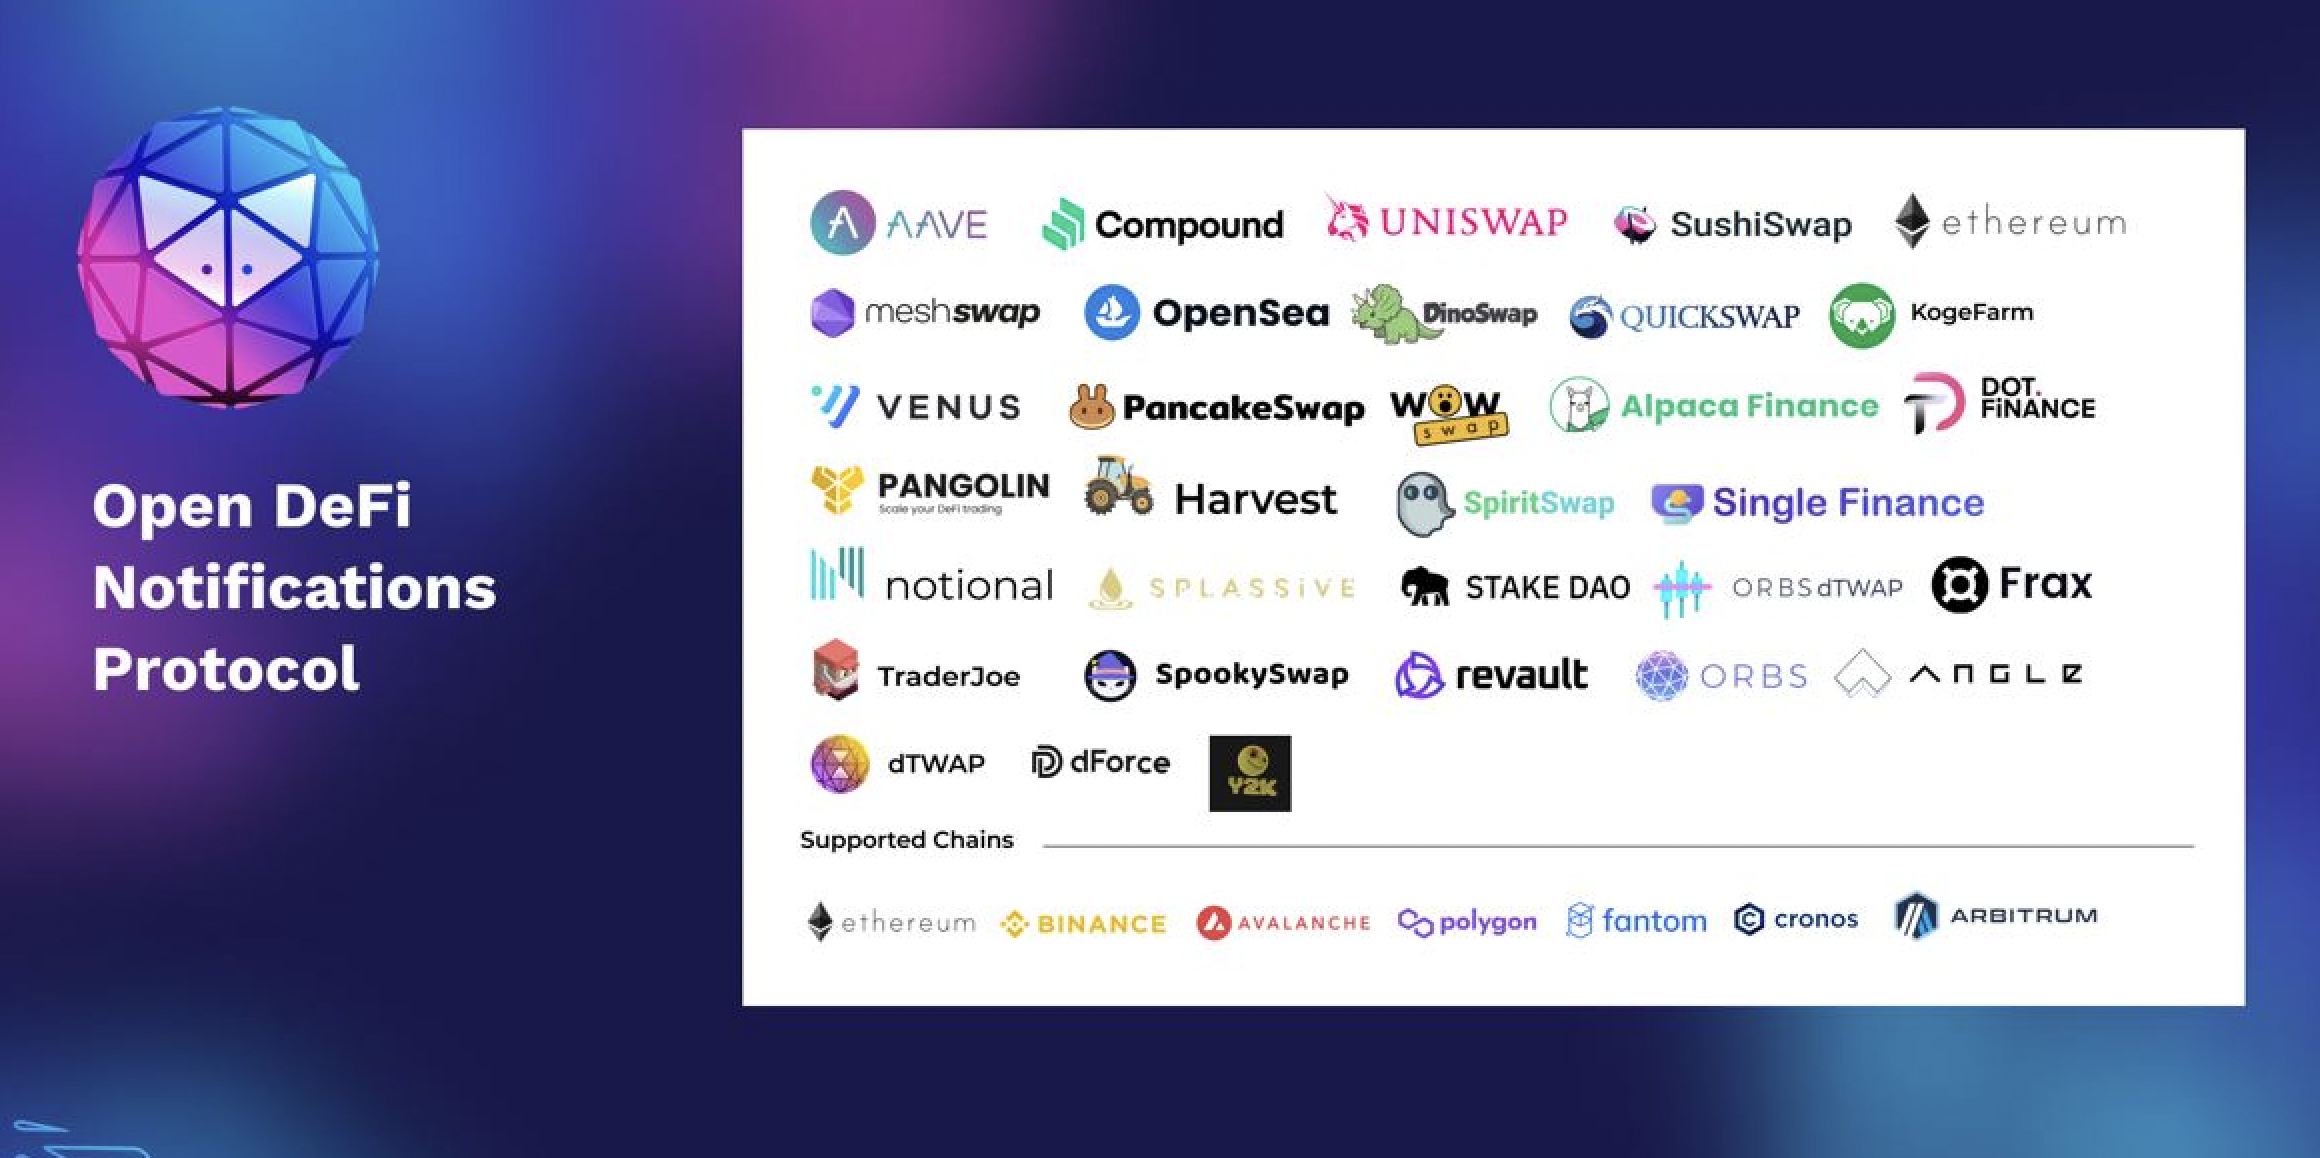 Open DeFi
Notifications
Protocol
AAVE Compound UNISWAP SushiSwap ethereum
meshswap OpenSea DinoSwap QUICKSWAP KogeFarm
VENUS PancakeSwap WOW swap Alpaca Finance DOT. FiNANCE
PANGOLIN Scale your DeFi trading Harvest SpiritSwap Single Finance
notional SPLASSiVE STAKE DAO ORBS dTWAP Frax
TraderJoe SpookySwap revault ORBS ANGLE
dTWAP dForce Y2K
Supported Chains
ethereum BINANCE AVALANCHE polygon fantom cronos ARBITRUM